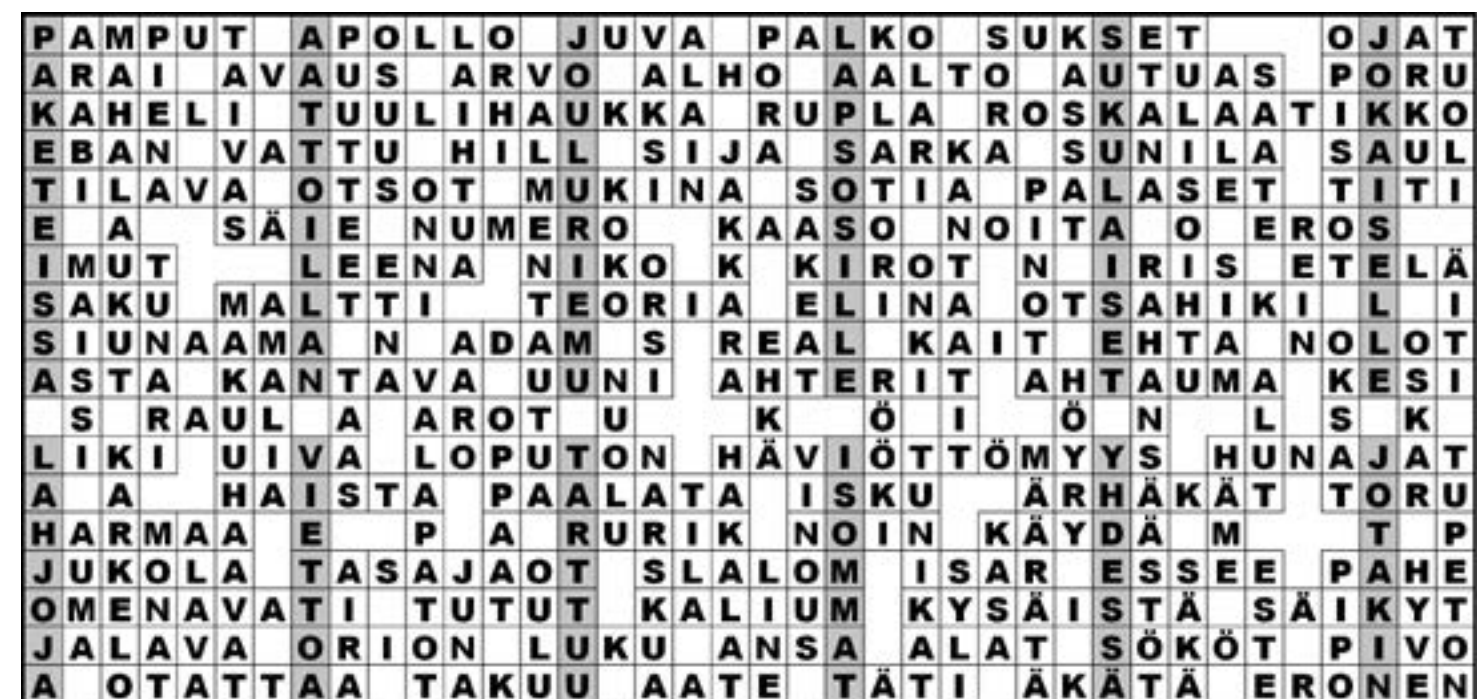 PAMPUT APOLLO JUVA PALKO SUKSET OJAT
ARAI AVAUS ARVO ALHO AALTO AUTUAS PORU
KAHELI TUULIHAUKKA RUPLA ROSKALAATIKKO
EBAN VATTU HILL SIJA SARKA SUNILA SAUL
TILAVA OTSOT MUKINA SOTIA PALASET TITI
E A SÄIE NUMERO KAASO NOITA O EROS
IMUT LEENA NIKO K KIROT N IRIS ETELÄ
SAKU MALTTI TEORIA ELINA OTSAHIKI L I
SIUNAAMA N ADAM S REAL KAIT EHTA NOLOT
ASTA KANTAVA UUNI AHTERIT AHTAUMA KESI
S RAUL A AROT U K Ö I Ö N L S K
LIKI UIVA LOPUTON HÄVIÖTTÖMYYS HUNAJAT
A A HAISTA PAALATA ISKU ÄRHÄKÄT TORU
HARMAA E P A RURIK NOIN KÄYDÄ M T P
JUKOLA TASAJAOT SLALOM ISAR ESSEE PAHE
OMENAVATI TUTUT KALIUM KYSÄISTÄ SÄIKYT
JALAVA ORION LUKU ANSA ALAT SÖKÖT PIVO
A OTATTAA TAKUU AATE TÄTI ÄKÄTÄ ERONEN